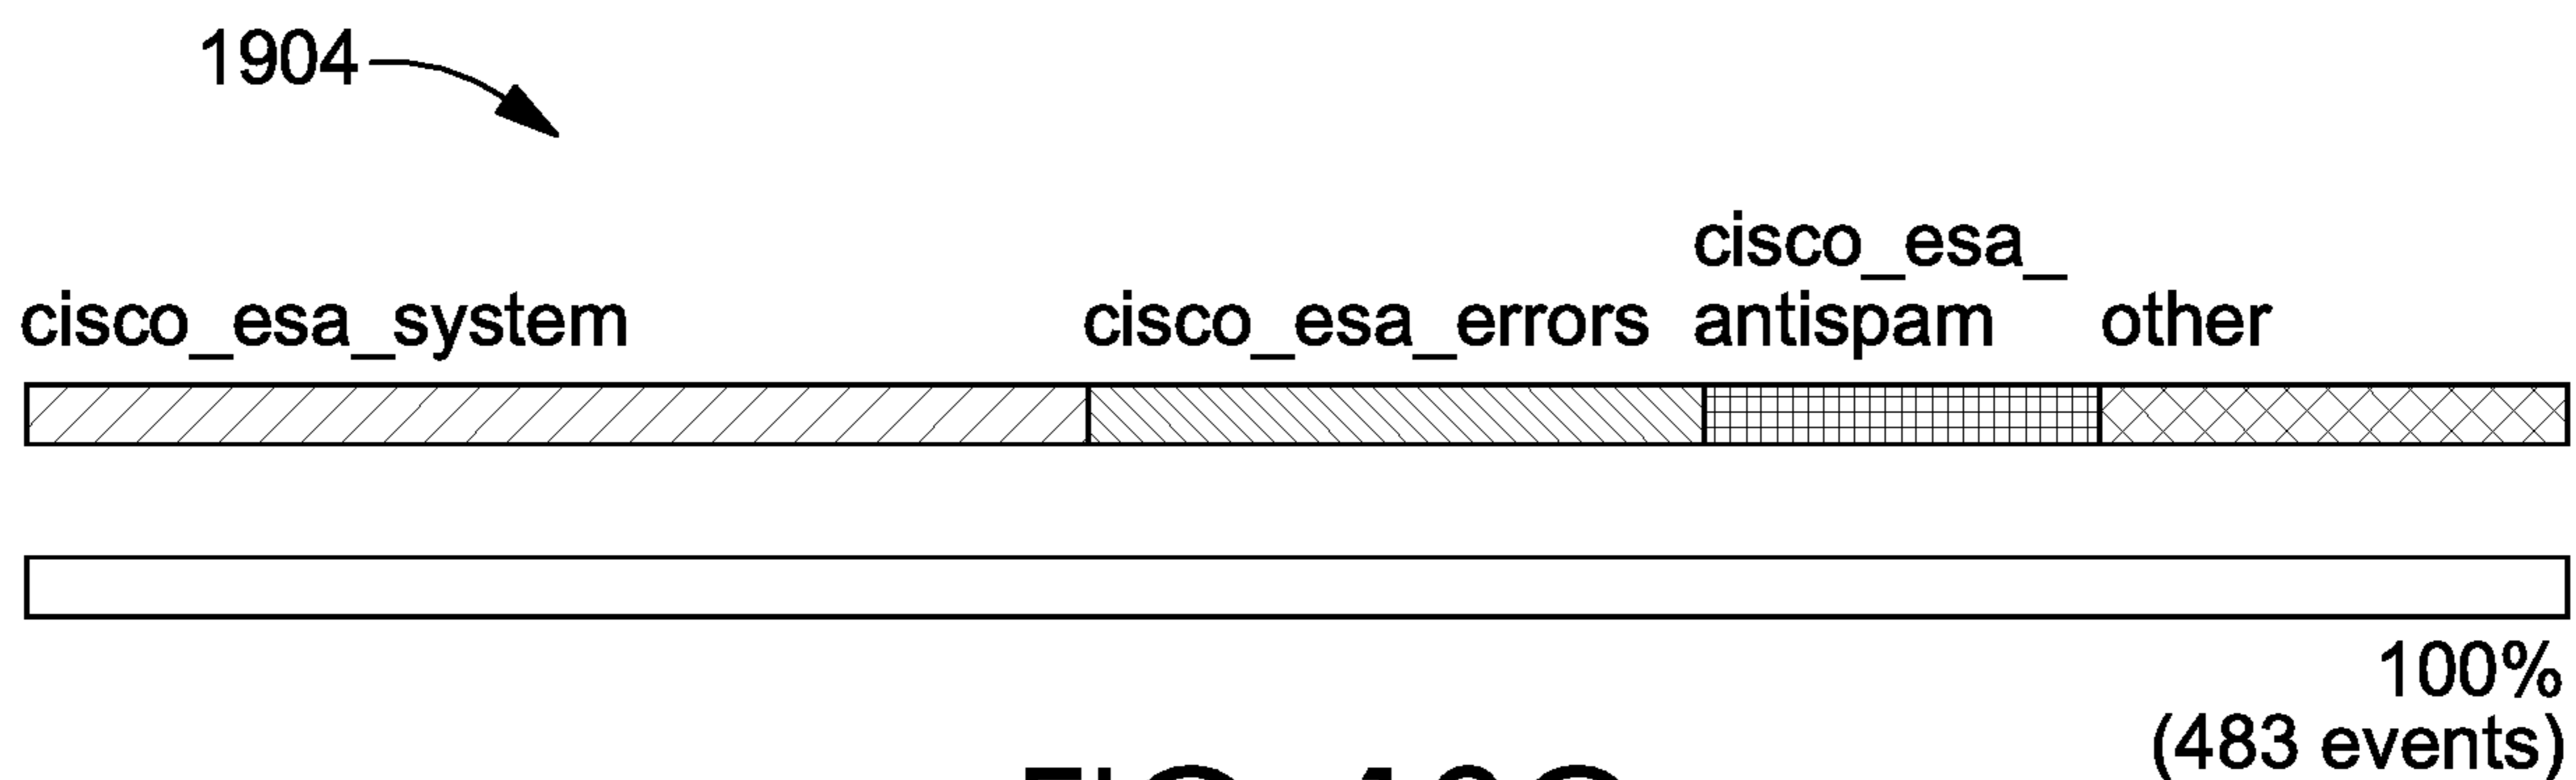 1904
cisco_esa_system
cisco_esa_errors
cisco_esa_
antispam
other
100%
(483 events)